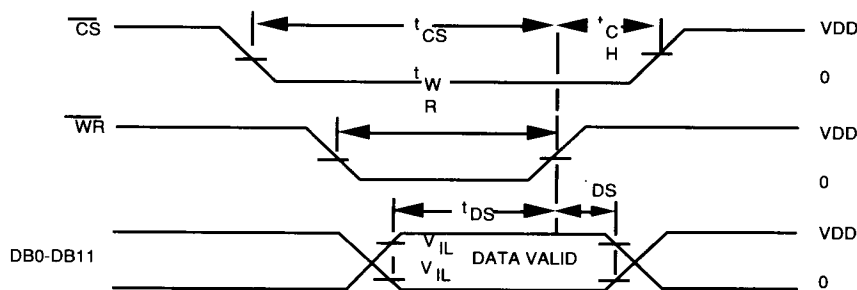 CS
t CS
t C H
VDD
0
t W R
WR
VDD
0
t DS
DS
DB0-DB11
V IL
V IL
DATA VALID
VDD
0